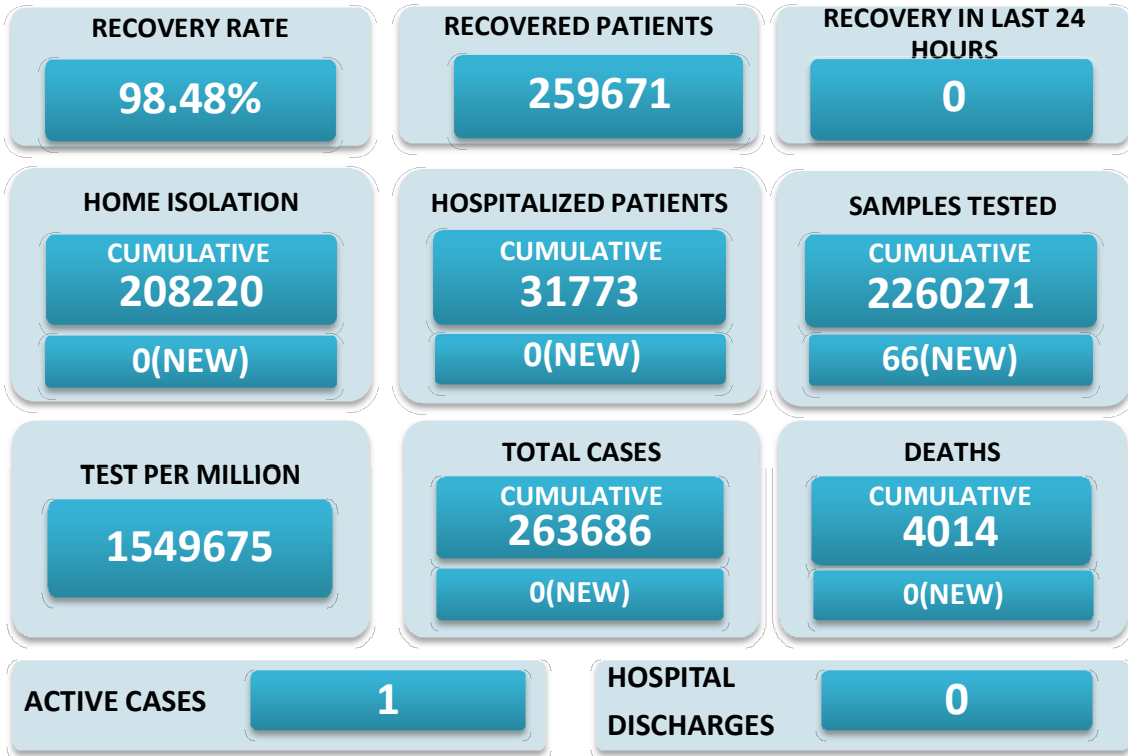 RECOVERY RATE
98.48%
RECOVERED PATIENTS
259671
RECOVERY IN LAST 24
HOURS
0
HOME ISOLATION
CUMULATIVE
208220
0(NEW)
HOSPITALIZED PATIENTS
CUMULATIVE
31773
0(NEW)
SAMPLES TESTED
CUMULATIVE
2260271
66(NEW)
TEST PER MILLION
1549675
TOTAL CASES
CUMULATIVE
263686
0(NEW)
DEATHS
CUMULATIVE
4014
0(NEW)
ACTIVE CASES
1
HOSPITAL
DISCHARGES
0